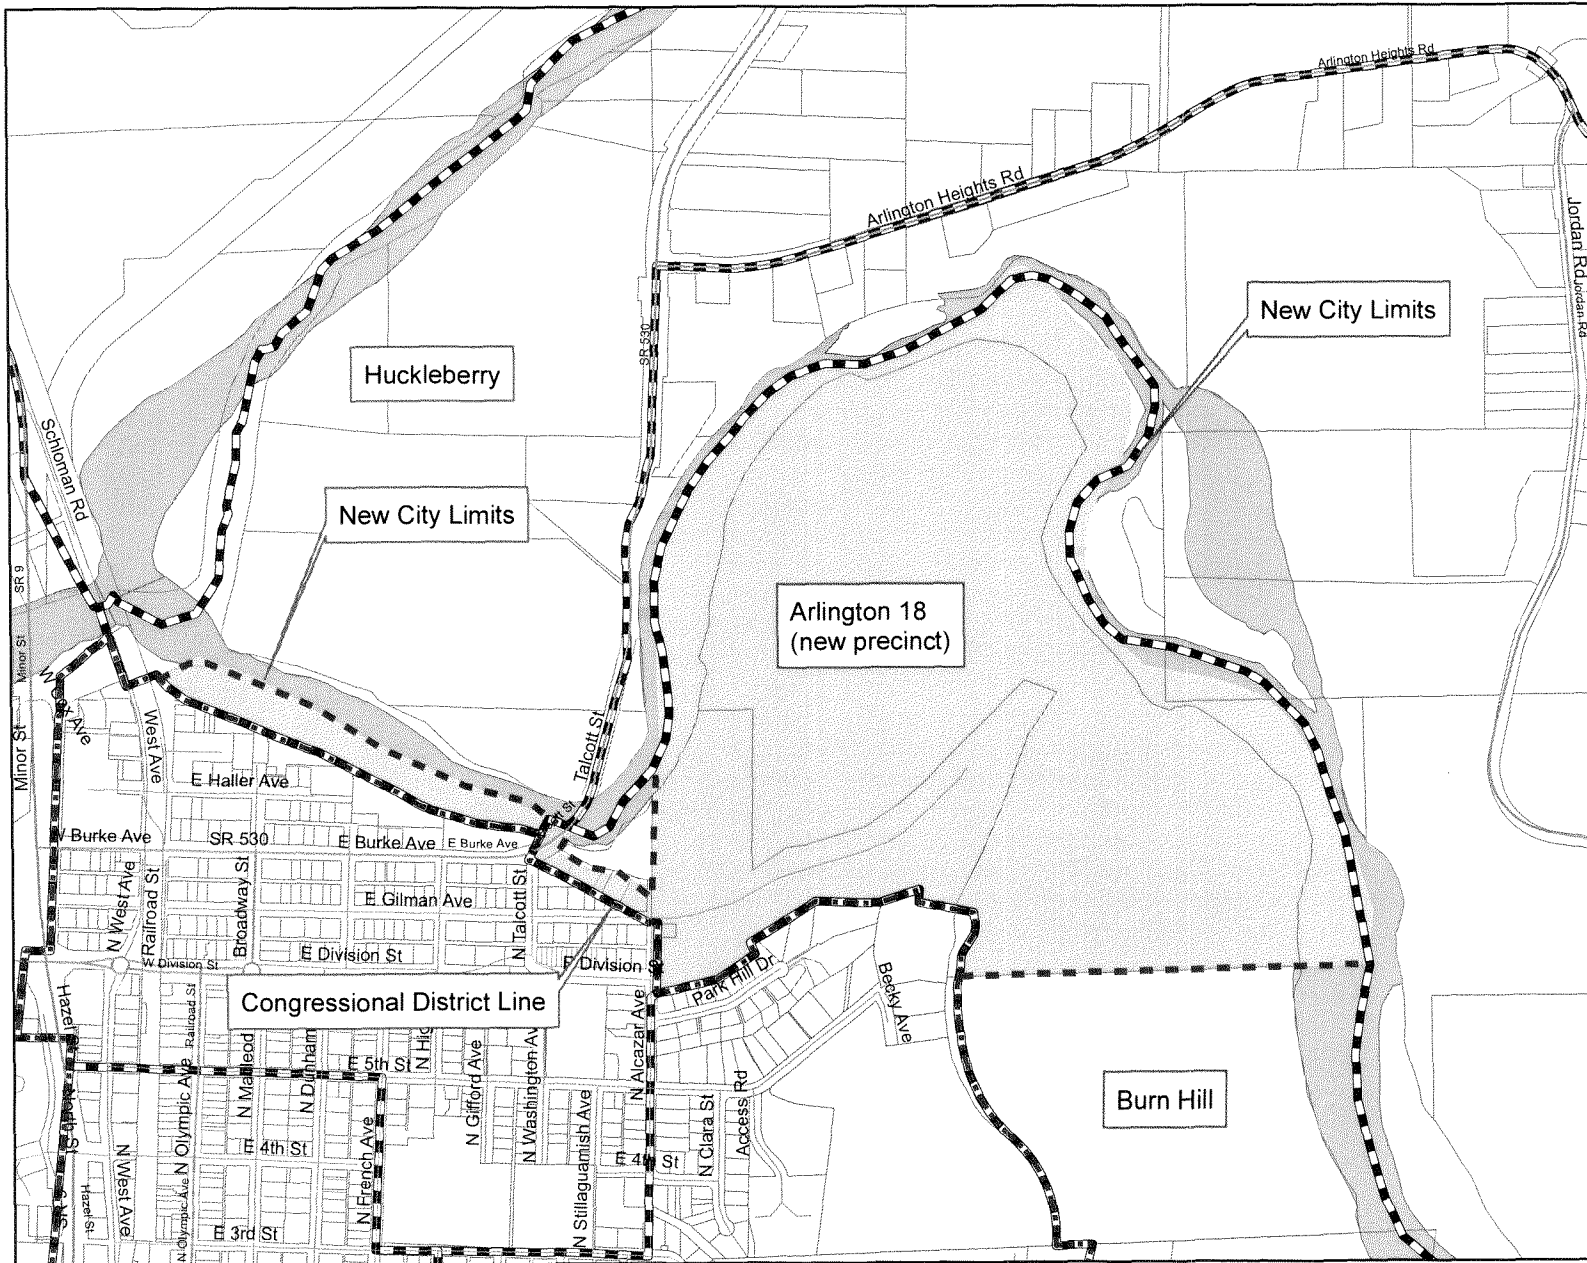 Arlington Heights Rd
Arlington Heights Rd
Jordan Rd
Jordan Rd
New City Limits
SR 530
Huckleberry
Schloman Rd
New City Limits
SR 9
Arlington 18
(new precinct)
Minor St
Minor St
West Ave
Talcott St
E Haller Ave
W Burke Ave
SR 530
E Burke Ave
E Burke Ave
N West Ave
Railroad St
Broadway St
E Gilman Ave
N Talcott St
E Division St
E Division St
W Division St
Congressional District Line
Park Hill Dr
Becky Ave
N Alcazar Ave
Railroad St
E 5th St
N Olympic Ave
N Macleod
N Dunham
N Gifford Ave
N Washington Av
N Stillaguamish Ave
N Clara St
Access Rd
Burn Hill
N West Ave
E 4th St
N French Ave
E 4th St
Hazel St
N Olympic Ave
E 3rd St
SR 9